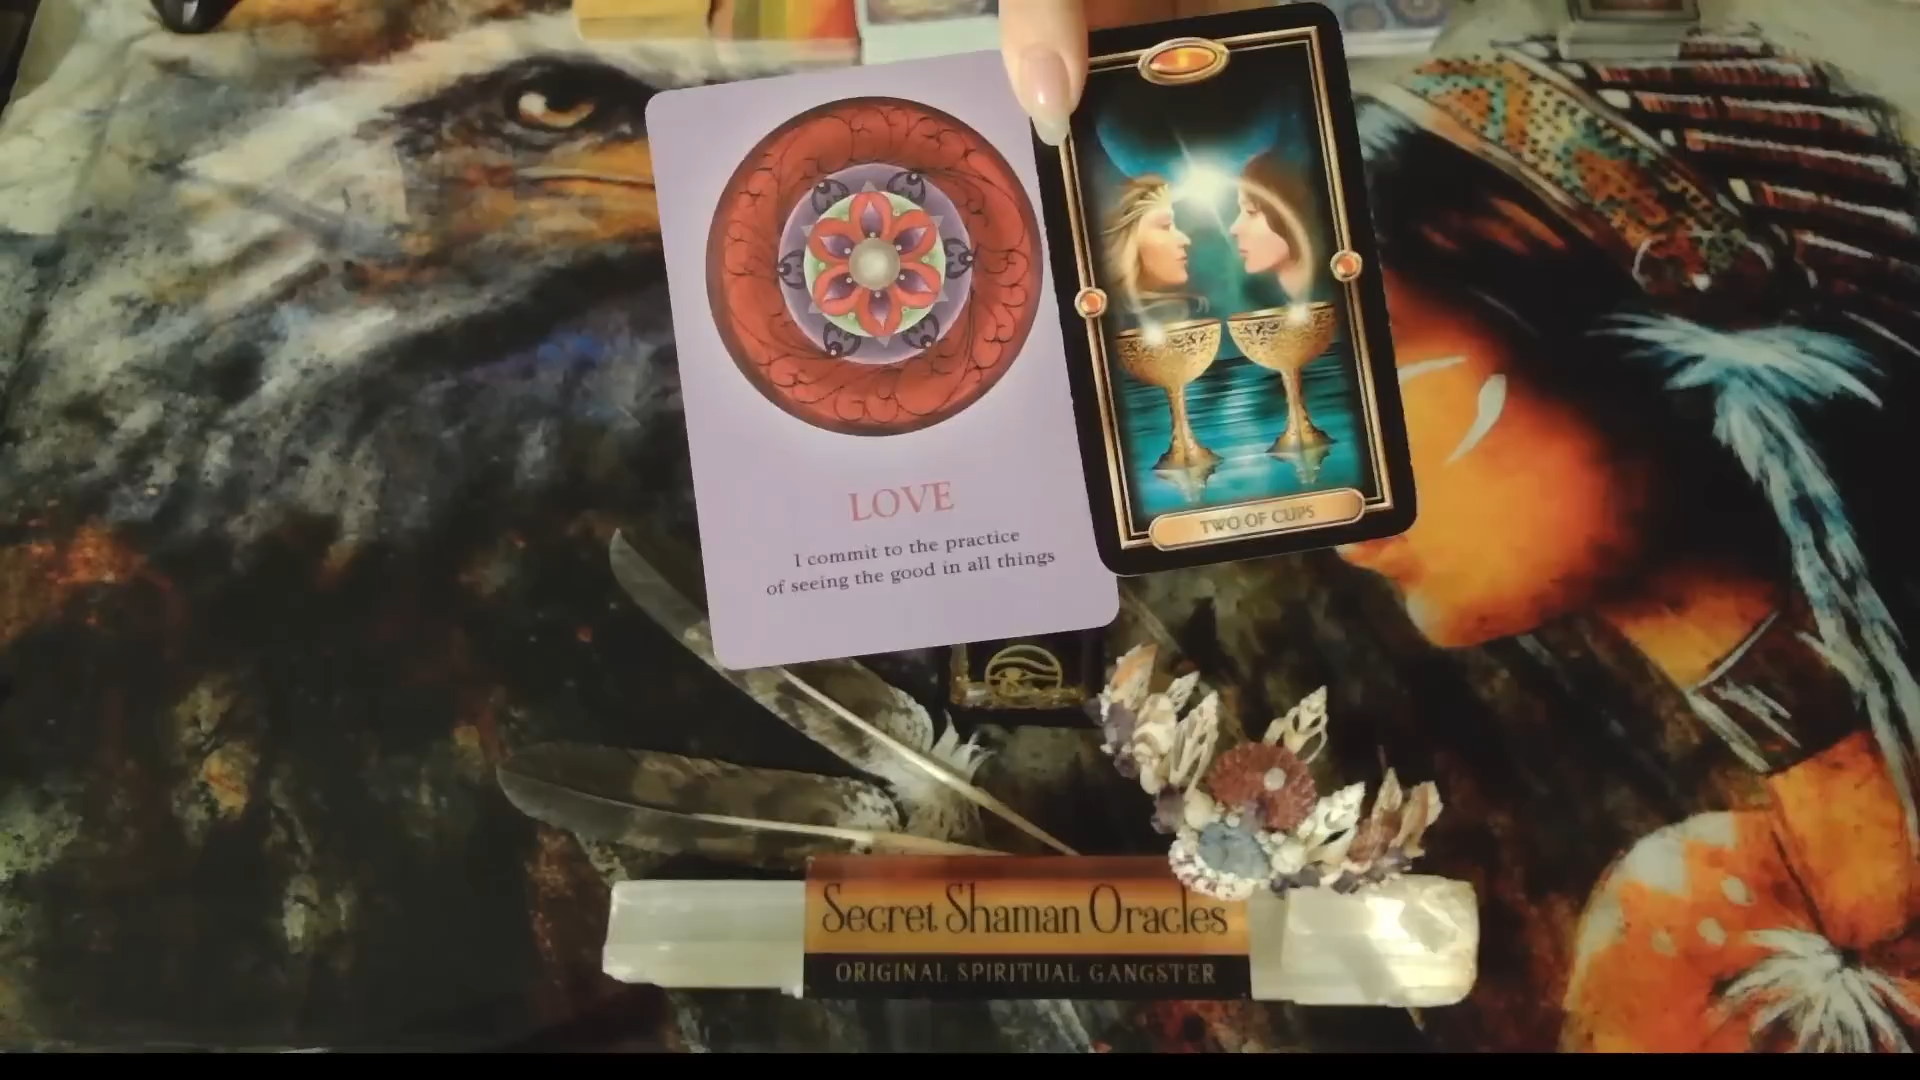 LOVE
I commit to the practice
of seeing the good in all things
TWO OF CUPS
Secret Shaman Oracles
ORIGINAL SPIRITUAL GANGSTER